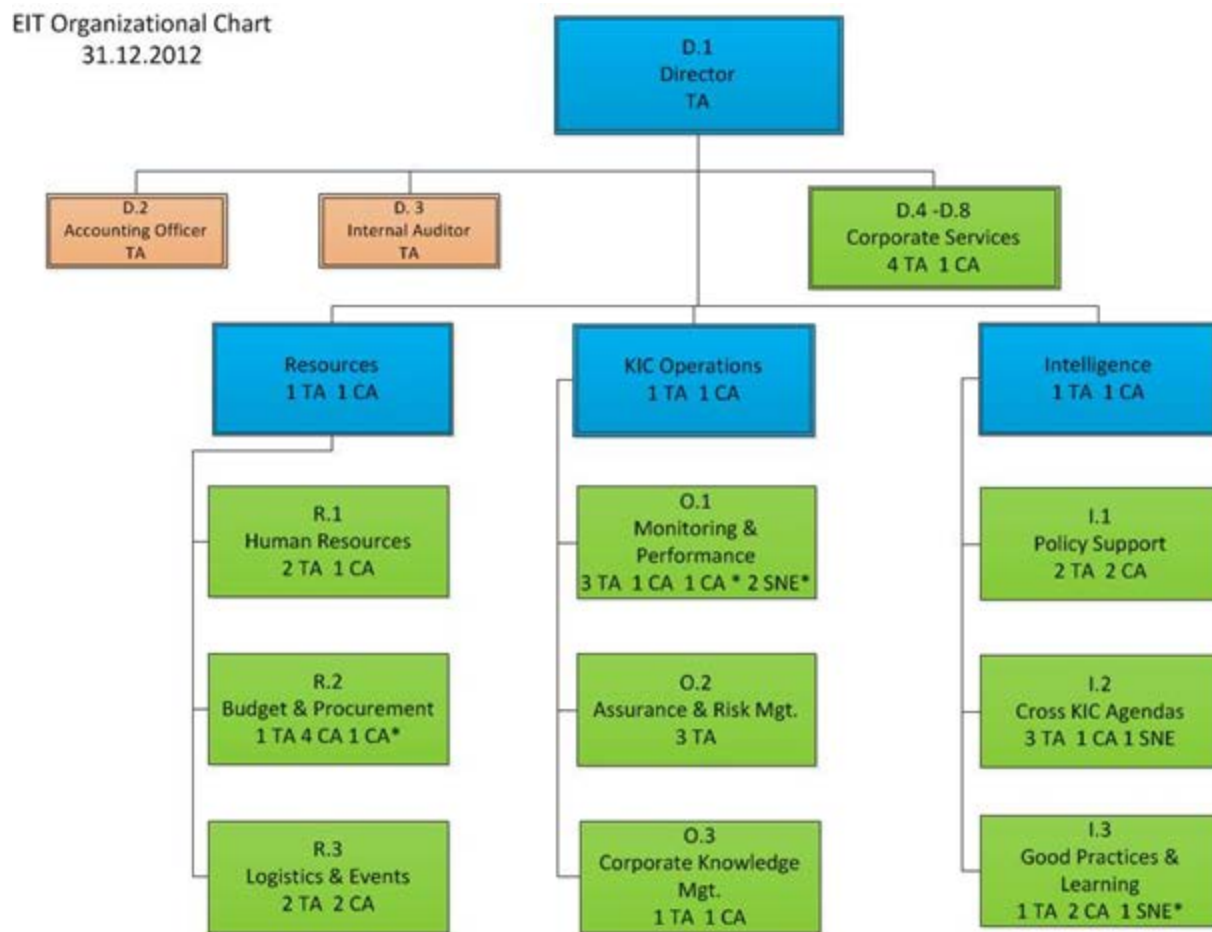 EIT Organizational Chart
31.12.2012
D.1
Director
TA
D.2
Accounting Officer
TA
D. 3
Internal Auditor
TA
D.4 -D.8
Corporate Services
4 TA 1 CA
Resources
1 TA 1 CA
KIC Operations
1 TA 1 CA
Intelligence
1 TA 1 CA
R.1
Human Resources
2 TA 1 CA
O.1
Monitoring &
Performance
3 TA 1 CA 1 CA * 2 SNE*
I.1
Policy Support
2 TA 2 CA
R.2
Budget & Procurement
1 TA 4 CA 1 CA*
O.2
Assurance & Risk Mgt.
3 TA
I.2
Cross KIC Agendas
3 TA 1 CA 1 SNE
R.3
Logistics & Events
2 TA 2 CA
O.3
Corporate Knowledge
Mgt.
1 TA 1 CA
I.3
Good Practices &
Learning
1 TA 2 CA 1 SNE*